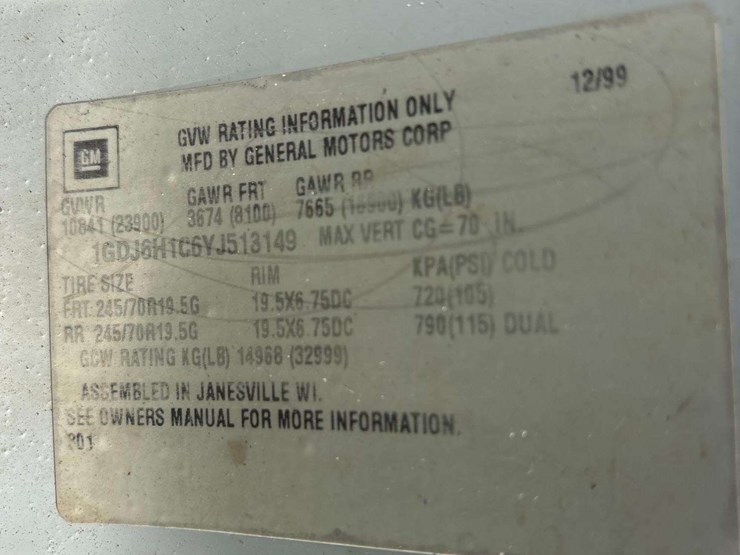 12/99
GM
GVW RATING INFORMATION ONLY
MFD BY GENERAL MOTORS CORP
GVWR GAWR FRT GAWR RR
10841 (23900) 3674 (8100) 7665 KG(LB)
1GDJ6H1C6YJ513149 MAX VERT CG=70 IN.
TIRE SIZE RIM KPA(PSI) COLD
FRT 245/70R19.5G 19.5X6.75DC 720(105)
RR 245/70R19.5G 19.5X6.75DC 790(115) DUAL
GCW RATING KG(LB) 14968 (32999)
ASSEMBLED IN JANESVILLE WI.
SEE OWNERS MANUAL FOR MORE INFORMATION.